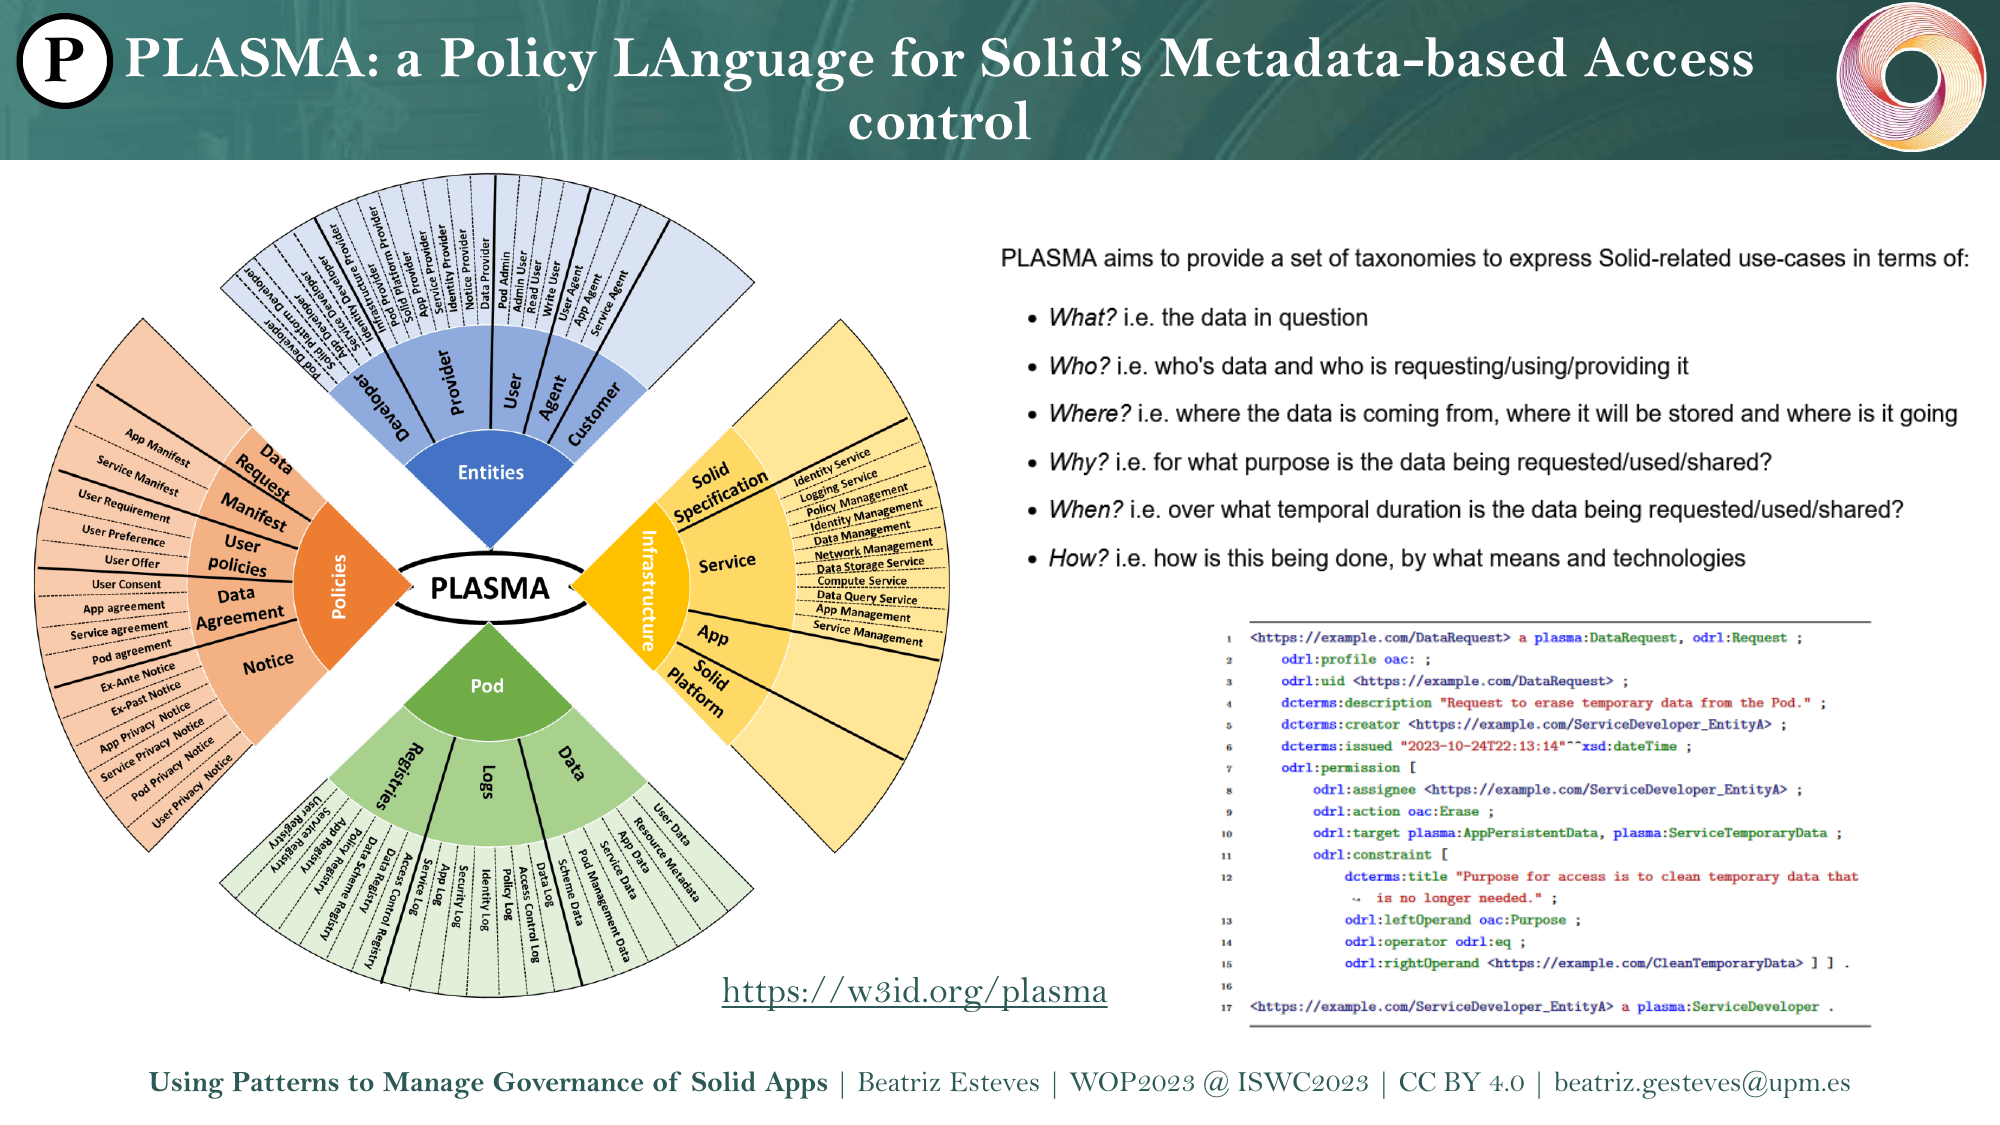 P
PLASMA: a Policy LAnguage for Solid's Metadata-based Access
control
Pod Developer
Solid Platform Developer
App Developer
Service Developer
Identity Developer
Infrastructure Provider
Pod Provider
Solid Platform Provider
App Provider
Service Provider
Identity Provider
Notice Provider
Data Provider
Pod Admin
Admin User
Read User
Write User
User Agent
App Agent
Service Agent
Developer
Provider
User
Agent
Customer
Entities
Data
Request
Manifest
User
policies
Data
Agreement
Notice
Policies
App Manifest
Service Manifest
User Requirement
User Preference
User Offer
User Consent
App agreement
Service agreement
Pod agreement
Ex-Ante Notice
Ex-Past Notice
App Privacy Notice
Service Privacy Notice
Pod Privacy Notice
User Privacy Notice
PLASMA
Infrastructure
Solid
Specification
Service
App
Solid
Platform
Identity Service
Logging Service
Policy Management
Identity Management
Data Management
Network Management
Data Storage Service
Compute Service
Data Query Service
App Management
Service Management
Pod
Registries
Logs
Data
User Registry
Service Registry
App Registry
Policy Registry
Data Scheme Registry
Data Registry
Access Control Registry
Service Log
App Log
Security Log
Identity Log
Policy Log
Access Control Log
Data Log
Scheme Data
Pod Management Data
Service Data
App Data
Resource Metadata
User Data
https://w3id.org/plasma
PLASMA aims to provide a set of taxonomies to express Solid-related use-cases in terms of:
• What? i.e. the data in question
• Who? i.e. who's data and who is requesting/using/providing it
• Where? i.e. where the data is coming from, where it will be stored and where is it going
• Why? i.e. for what purpose is the data being requested/used/shared?
• When? i.e. over what temporal duration is the data being requested/used/shared?
• How? i.e. how is this being done, by what means and technologies
1 <https://example.com/DataRequest> a plasma:DataRequest, odrl:Request ;
2 odrl:profile oac: ;
3 odrl:uid <https://example.com/DataRequest> ;
4 dcterms:description "Request to erase temporary data from the Pod." ;
5 dcterms:creator <https://example.com/ServiceDeveloper_EntityA> ;
6 dcterms:issued "2023-10-24T22:13:14"^^xsd:dateTime ;
7 odrl:permission [
8 odrl:assignee <https://example.com/ServiceDeveloper_EntityA> ;
9 odrl:action oac:Erase ;
10 odrl:target plasma:AppPersistentData, plasma:ServiceTemporaryData ;
11 odrl:constraint [
12 dcterms:title "Purpose for access is to clean temporary data that
↪ is no longer needed." ;
13 odrl:leftOperand oac:Purpose ;
14 odrl:operator odrl:eq ;
15 odrl:rightOperand <https://example.com/CleanTemporaryData> ] ] .
16
17 <https://example.com/ServiceDeveloper_EntityA> a plasma:ServiceDeveloper .
Using Patterns to Manage Governance of Solid Apps | Beatriz Esteves | WOP2023 @ ISWC2023 | CC BY 4.0 | beatriz.gesteves@upm.es